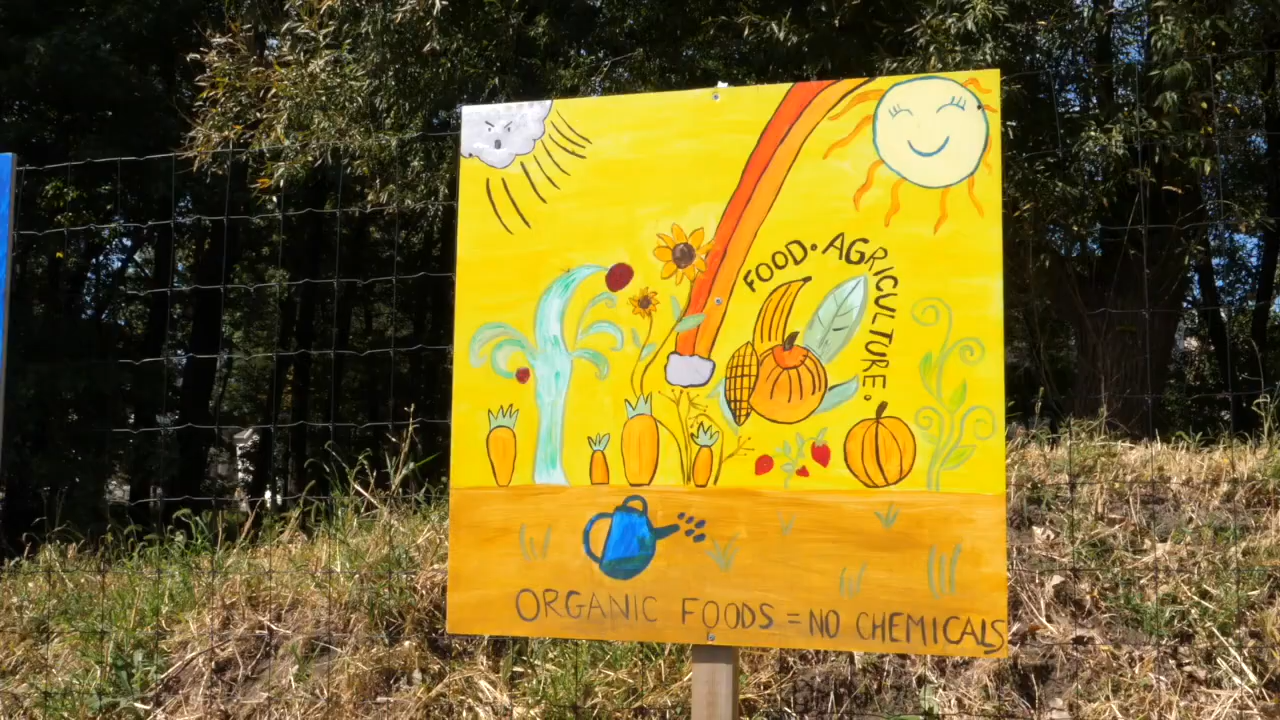 FOOD. AGRICULTURE.
ORGANIC FOODS = NO CHEMICALS